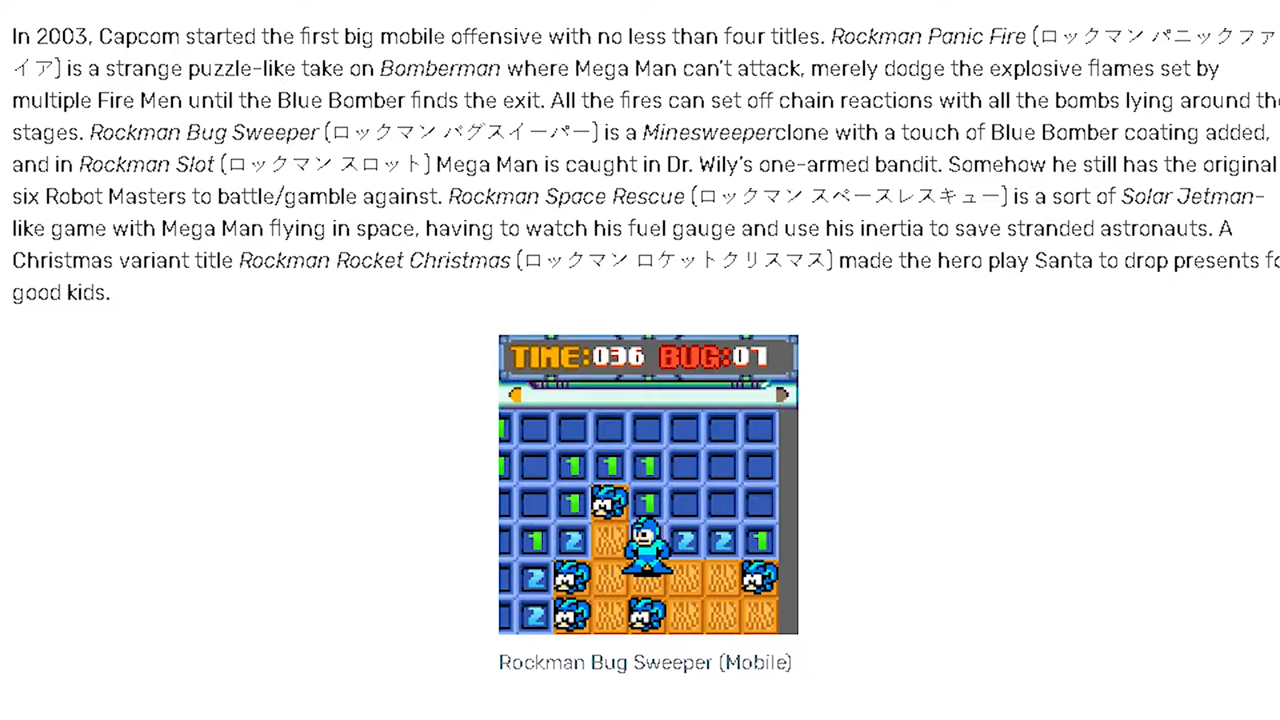 In 2003, Capcom started the first big mobile offensive with no less than four titles. Rockman Panic Fire (ロックマン パニックファ
イア) is a strange puzzle-like take on Bomberman where Mega Man can't attack, merely dodge the explosive flames set by
multiple Fire Men until the Blue Bomber finds the exit. All the fires can set off chain reactions with all the bombs lying around the
stages. Rockman Bug Sweeper (ロックマン バグスイーパー) is a Minesweeperclone with a touch of Blue Bomber coating added,
and in Rockman Slot (ロックマン スロット) Mega Man is caught in Dr. Wily's one-armed bandit. Somehow he still has the original
six Robot Masters to battle/gamble against. Rockman Space Rescue (ロックマン スペースレスキュー) is a sort of Solar Jetman-
like game with Mega Man flying in space, having to watch his fuel gauge and use his inertia to save stranded astronauts. A
Christmas variant title Rockman Rocket Christmas (ロックマン ロケットクリスマス) made the hero play Santa to drop presents fo
good kids.
TIME:036 BUG:07
1
1 1 1 1
1 1
1 2 2 2 1
2
2
Rockman Bug Sweeper (Mobile)